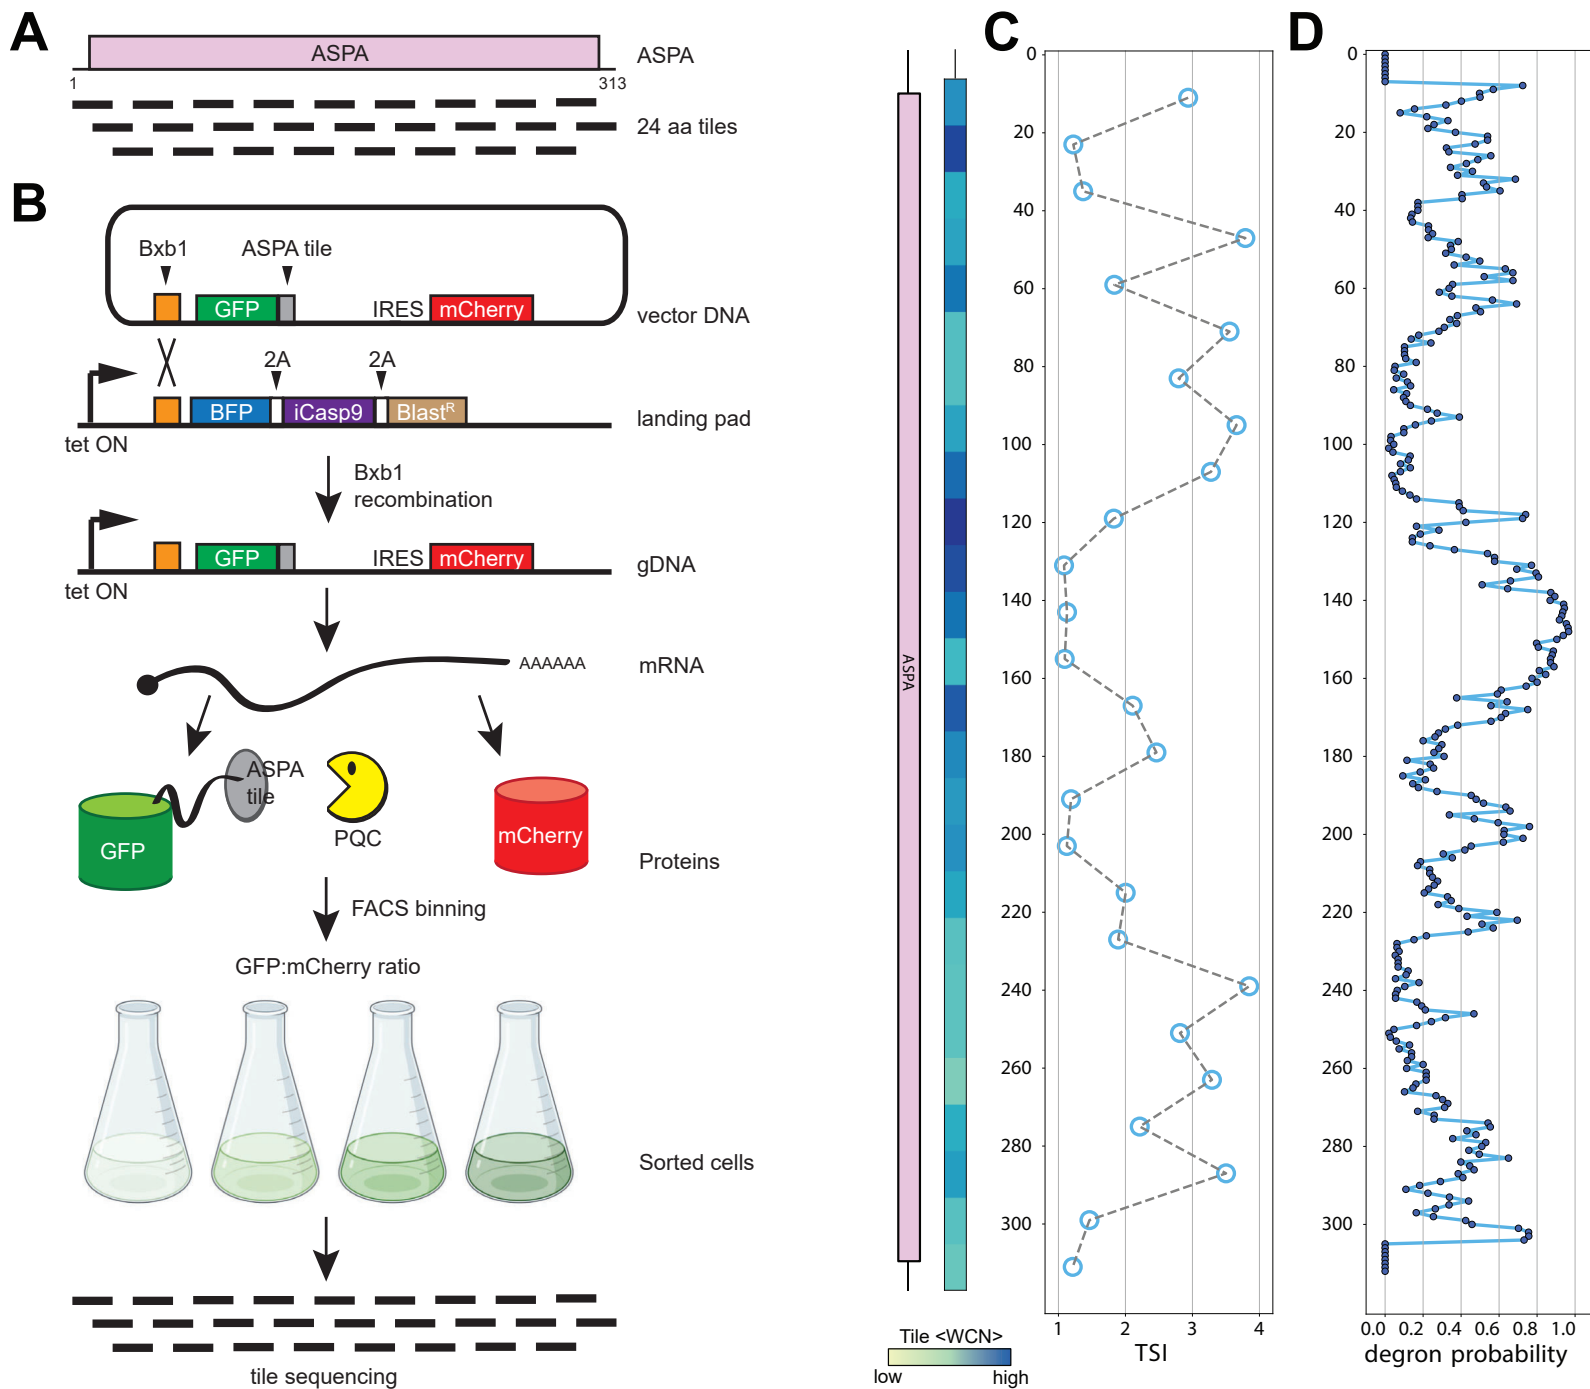 A
ASPA
ASPA
1
313
24 aa tiles
B
Bxb1
ASPA tile
GFP
IRES
mCherry
vector DNA
2A
2A
BFP
iCasp9
BlastR
landing pad
tet ON
Bxb1
recombination
GFP
IRES
mCherry
gDNA
tet ON
AAAAAA
mRNA
ASPA
tile
GFP
PQC
mCherry
Proteins
FACS binning
GFP:mCherry ratio
Sorted cells
tile sequencing
ASPA
Tile <WCN>
low
high
C
0
20
40
60
80
100
120
140
160
180
200
220
240
260
280
300
1
2
3
4
TSI
D
0
20
40
60
80
100
120
140
160
180
200
220
240
260
280
300
0.0
0.2
0.4
0.6
0.8
1.0
degron probability